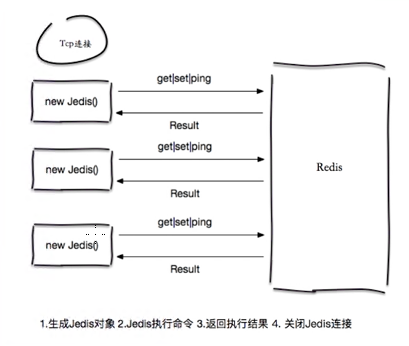 Tcp连接
new Jedis()
get|set|ping
Result
new Jedis()
get|set|ping
Result
new Jedis()
get|set|ping
Result
Redis
1.生成Jedis对象 2.Jedis执行命令 3.返回执行结果 4. 关闭Jedis连接